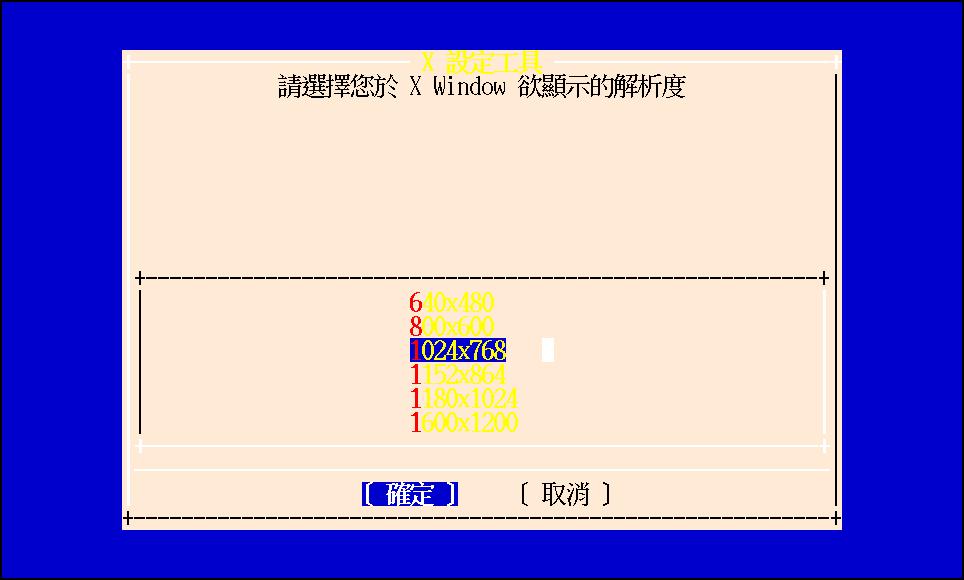 X 設定工具
請選擇您於 X Window 欲顯示的解析度
640x480
800x600
1024x768
1152x864
1180x1024
1600x1200
[ 確定 ] [ 取消 ]